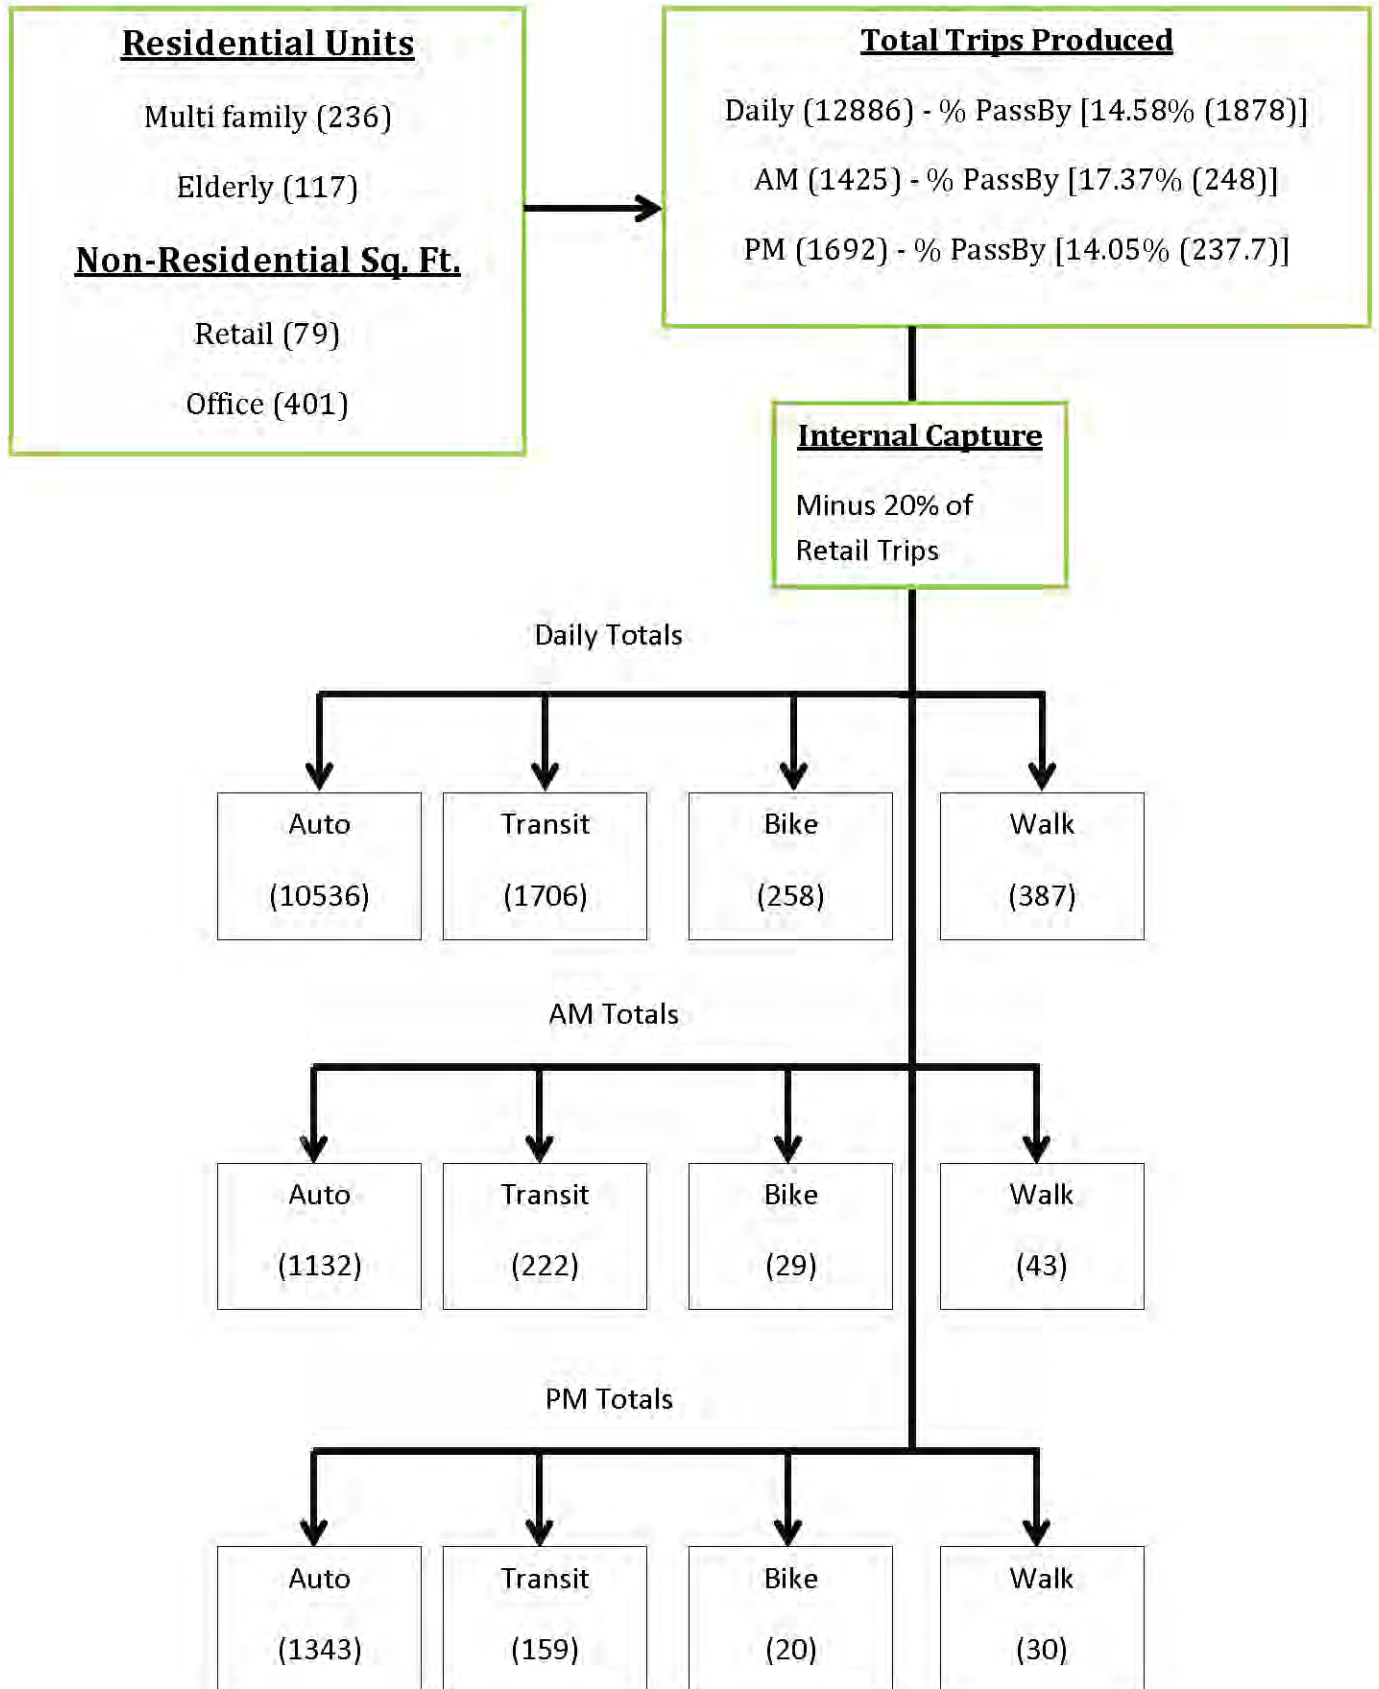 Residential Units
Multi family (236)
Elderly (117)
Non-Residential Sq. Ft.
Retail (79)
Office (401)
Total Trips Produced
Daily (12886) - % PassBy [14.58% (1878)]
AM (1425) - % PassBy [17.37% (248)]
PM (1692) - % PassBy [14.05% (237.7)]
Internal Capture
Minus 20% of
Retail Trips
Daily Totals
Auto
(10536)
Transit
(1706)
Bike
(258)
Walk
(387)
AM Totals
Auto
(1132)
Transit
(222)
Bike
(29)
Walk
(43)
PM Totals
Auto
(1343)
Transit
(159)
Bike
(20)
Walk
(30)